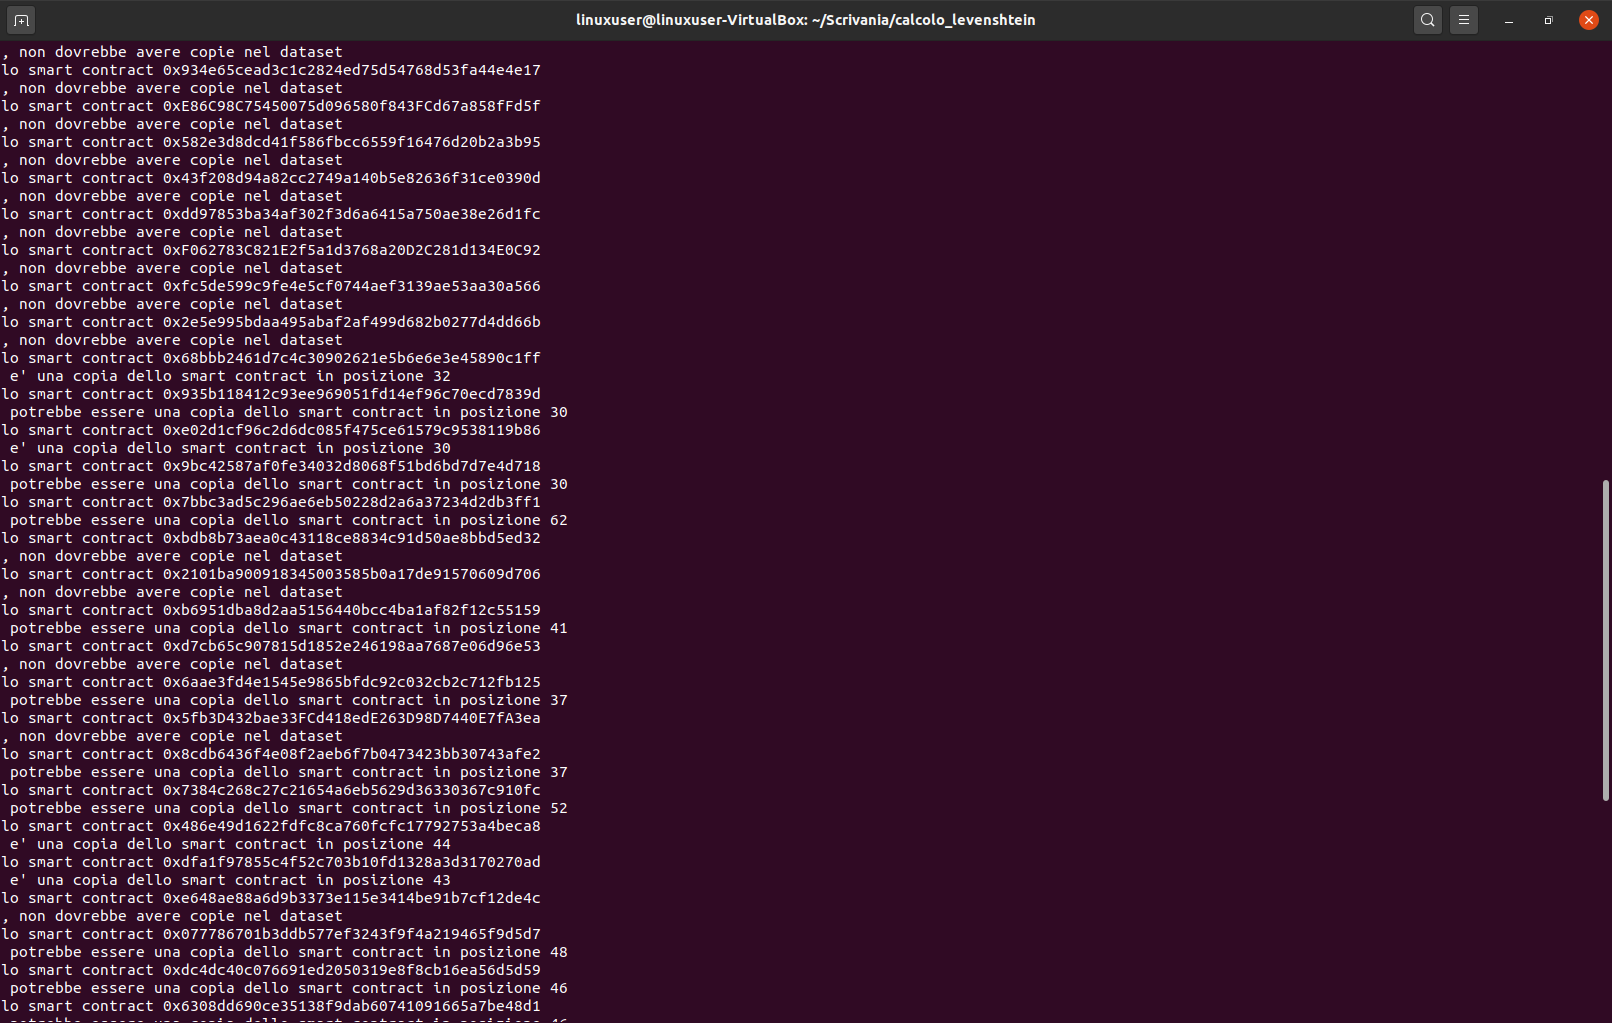 linuxuser@linuxuser-VirtualBox: ~/Scrivania/calcolo_levenshtein
, non dovrebbe avere copie nel dataset
lo smart contract 0x934e65cead3c1c2824ed75d54768d53fa44e4e17
, non dovrebbe avere copie nel dataset
lo smart contract 0xE86C98C75450075d096580f843FCd67a858fFd5f
, non dovrebbe avere copie nel dataset
lo smart contract 0x582e3d8dcd41f586fbcc6559f16476d20b2a3b95
, non dovrebbe avere copie nel dataset
lo smart contract 0x43f208d94a82cc2749a140b5e82636f31ce0390d
, non dovrebbe avere copie nel dataset
lo smart contract 0xdd97853ba34af302f3d6a6415a750ae38e26d1fc
, non dovrebbe avere copie nel dataset
lo smart contract 0xF062783C821E2f5a1d3768a20D2C281d134E0C92
, non dovrebbe avere copie nel dataset
lo smart contract 0xfc5de599c9fe4e5cf0744aef3139ae53aa30a566
, non dovrebbe avere copie nel dataset
lo smart contract 0x2e5e995bdaa495abaf2af499d682b0277d4dd66b
, non dovrebbe avere copie nel dataset
lo smart contract 0x68bbb2461d7c4c30902621e5b6e6e3e45890c1ff
e' una copia dello smart contract in posizione 32
lo smart contract 0x935b118412c93ee969051fd14ef96c70ecd7839d
potrebbe essere una copia dello smart contract in posizione 30
lo smart contract 0xe02d1cf96c2d6dc085f475ce61579c9538119b86
e' una copia dello smart contract in posizione 30
lo smart contract 0x9bc42587af0fe34032d8068f51bd6bd7d7e4d718
potrebbe essere una copia dello smart contract in posizione 30
lo smart contract 0x7bbc3ad5c296ae6eb50228d2a6a37234d2db3ff1
potrebbe essere una copia dello smart contract in posizione 62
lo smart contract 0xbdb8b73aea0c43118ce8834c91d50ae8bbd5ed32
, non dovrebbe avere copie nel dataset
lo smart contract 0x2101ba900918345003585b0a17de91570609d706
, non dovrebbe avere copie nel dataset
lo smart contract 0xb6951dba8d2aa5156440bcc4ba1af82f12c55159
potrebbe essere una copia dello smart contract in posizione 41
lo smart contract 0xd7cb65c907815d1852e246198aa7687e06d96e53
, non dovrebbe avere copie nel dataset
lo smart contract 0x6aae3fd4e1545e9865bfdc92c032cb2c712fb125
potrebbe essere una copia dello smart contract in posizione 37
lo smart contract 0x5fb3D432bae33FCd418edE263D98D7440E7fA3ea
, non dovrebbe avere copie nel dataset
lo smart contract 0x8cdb6436f4e08f2aeb6f7b0473423bb30743afe2
potrebbe essere una copia dello smart contract in posizione 37
lo smart contract 0x7384c268c27c21654a6eb5629d36330367c910fc
potrebbe essere una copia dello smart contract in posizione 52
lo smart contract 0x486e49d1622fdfc8ca760fcfc17792753a4beca8
e' una copia dello smart contract in posizione 44
lo smart contract 0xdfa1f97855c4f52c703b10fd1328a3d3170270ad
e' una copia dello smart contract in posizione 43
lo smart contract 0xe648ae88a6d9b3373e115e3414be91b7cf12de4c
, non dovrebbe avere copie nel dataset
lo smart contract 0x077786701b3ddb577ef3243f9f4a219465f9d5d7
potrebbe essere una copia dello smart contract in posizione 48
lo smart contract 0xdc4dc40c076691ed2050319e8f8cb16ea56d5d59
potrebbe essere una copia dello smart contract in posizione 46
lo smart contract 0x6308dd690ce35138f9dab60741091665a7be48d1
potrebbe essere una copia dello smart contract in posizione 46